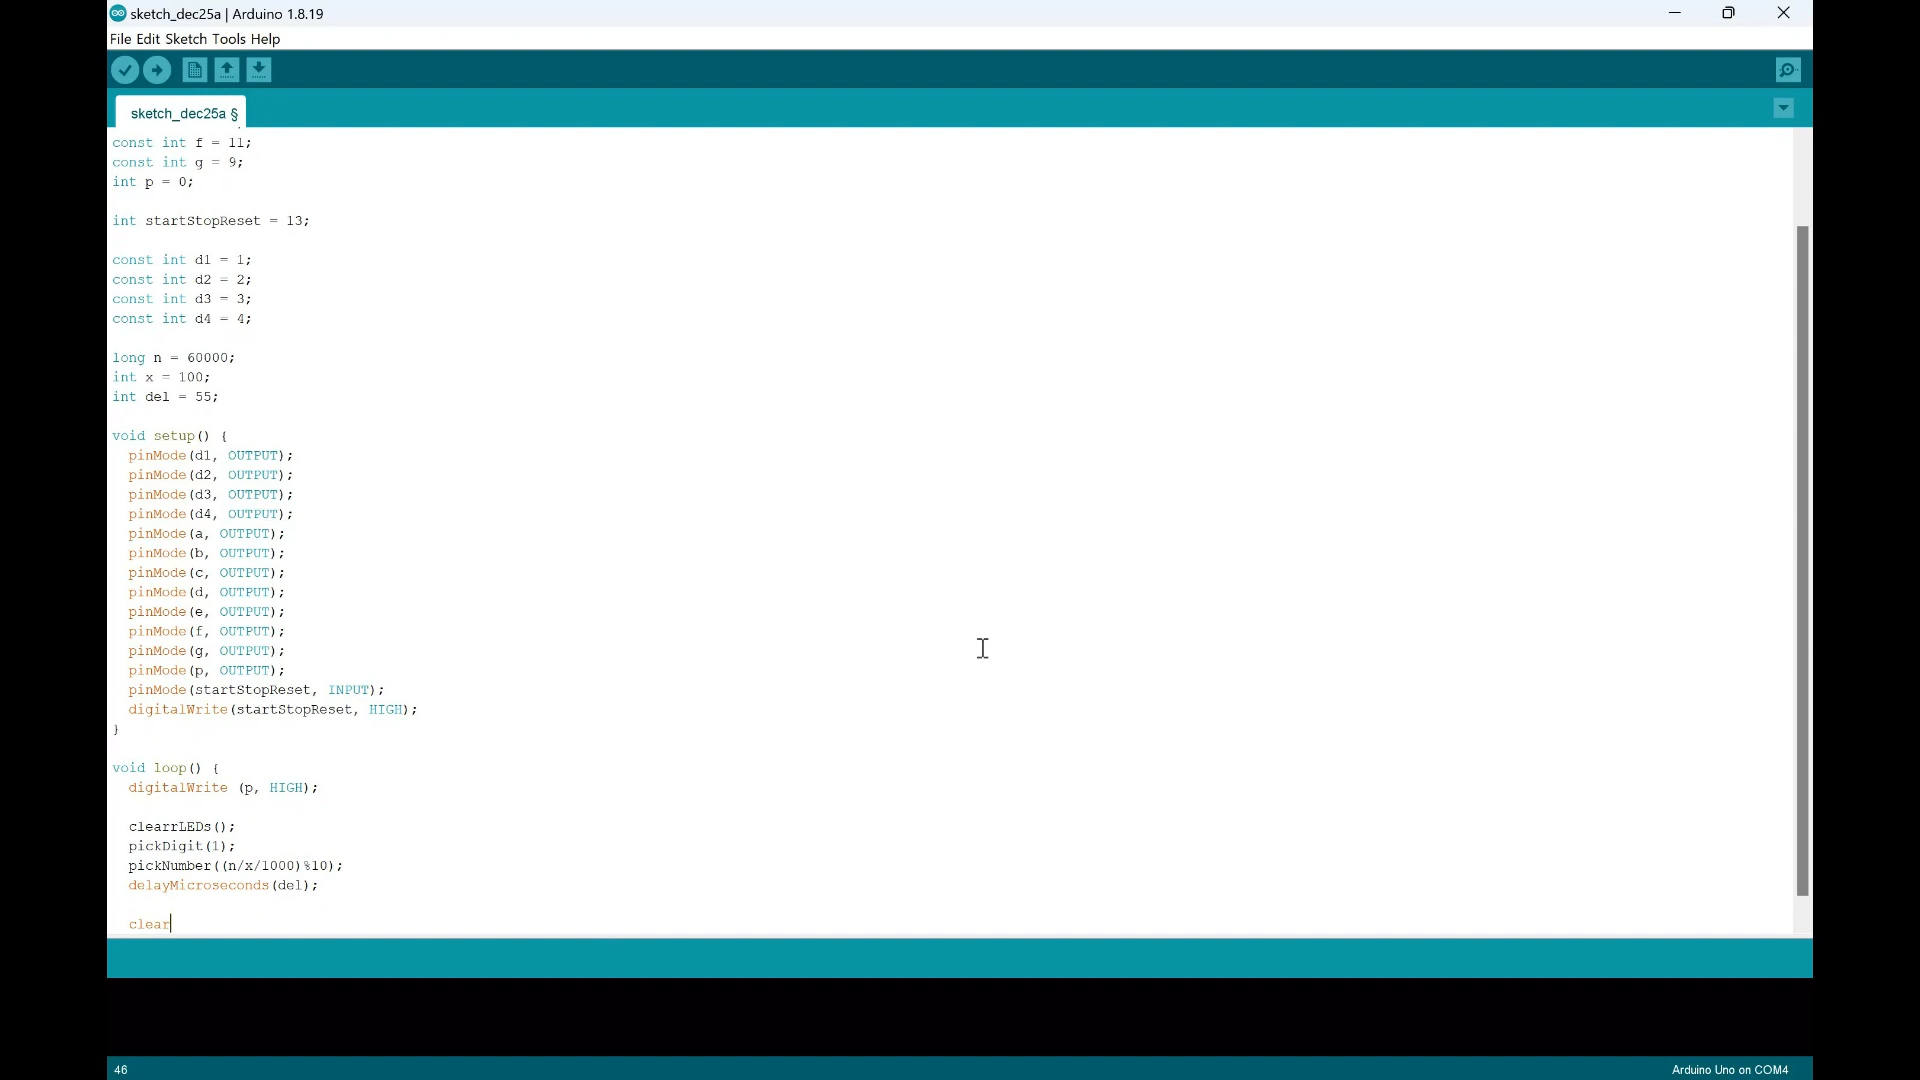 sketch_dec25a | Arduino 1.8.19
File Edit Sketch Tools Help
sketch_dec25a §
const int f = 11;
const int g = 9;
int p = 0;
int startStopReset = 13;
const int d1 = 1;
const int d2 = 2;
const int d3 = 3;
const int d4 = 4;
long n = 60000;
int x = 100;
int del = 55;
void setup() {
pinMode(d1, OUTPUT);
pinMode(d2, OUTPUT);
pinMode(d3, OUTPUT);
pinMode(d4, OUTPUT);
pinMode(a, OUTPUT);
pinMode(b, OUTPUT);
pinMode(c, OUTPUT);
pinMode(d, OUTPUT);
pinMode(e, OUTPUT);
pinMode(f, OUTPUT);
pinMode(g, OUTPUT);
pinMode(p, OUTPUT);
pinMode(startStopReset, INPUT);
digitalWrite(startStopReset, HIGH);
}
void loop() {
digitalWrite (p, HIGH);
clearrLEDs();
pickDigit(1);
pickNumber((n/x/1000)%10);
delayMicroseconds(del);
clear
46
Arduino Uno on COM4